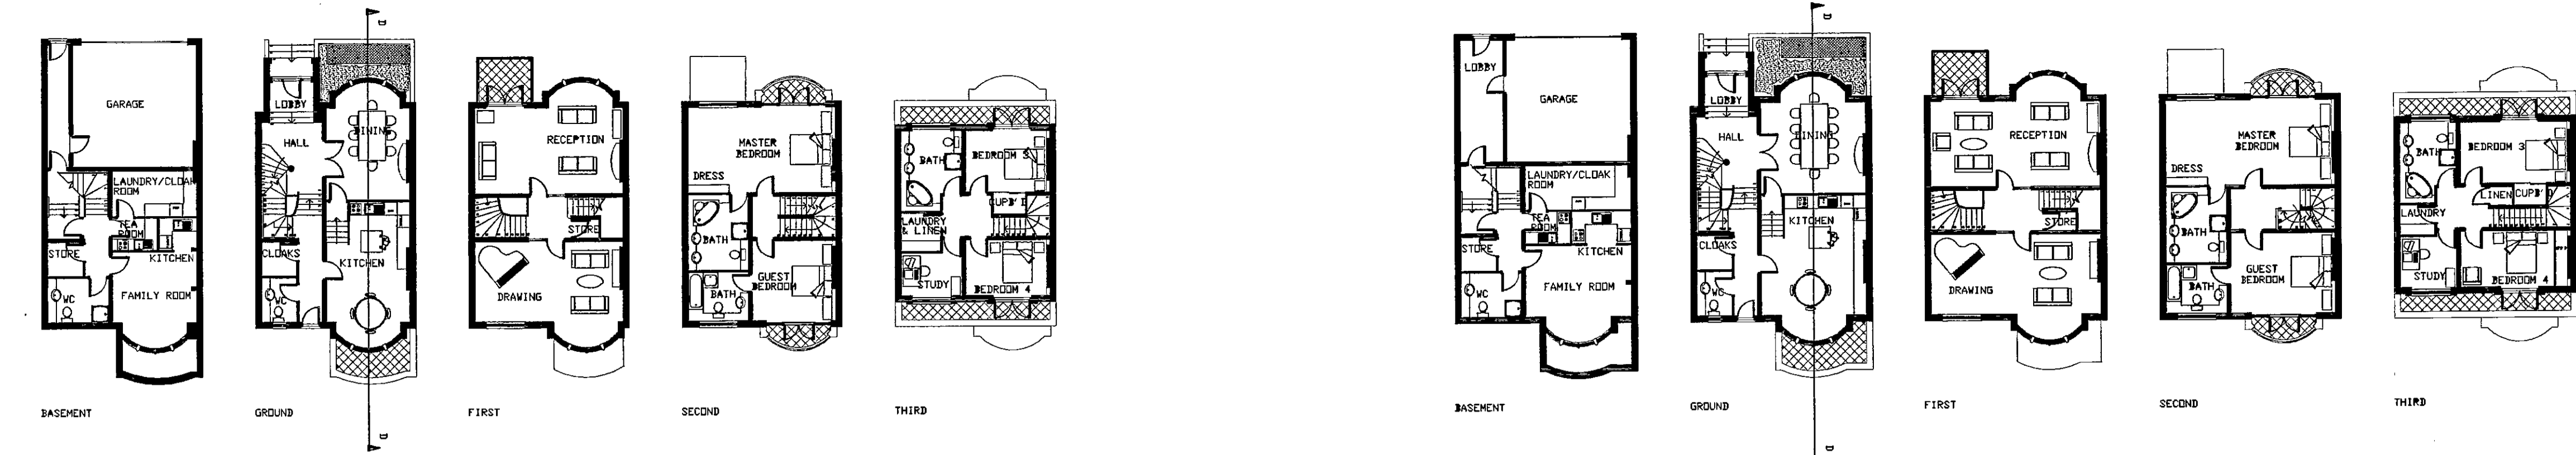 D
GARAGE
LAUNDRY/CLOAK
ROOM
TEA
ROOM
STORE
KITCHEN
WC
FAMILY ROOM
BASEMENT
LOBBY
DINING
HALL
CLOAKS
KITCHEN
WC
GROUND
D
RECEPTION
STORE
DRAWING
FIRST
MASTER
BEDROOM
DRESS
BATH
GUEST
BEDROOM
BATH
SECOND
BATH
BEDROOM 3
CUPB'D
LAUNDRY
& LINEN
STUDY
BEDROOM 4
THIRD
D
LOBBY
GARAGE
LAUNDRY/CLOAK
ROOM
TEA
ROOM
STORE
KITCHEN
WC
FAMILY ROOM
BASEMENT
LOBBY
HALL
DINING
KITCHEN
CLOAKS
WC
GROUND
D
RECEPTION
STORE
DRAWING
FIRST
MASTER
BEDROOM
DRESS
BATH
GUEST
BEDROOM
BATH
SECOND
BATH
BEDROOM 3
LINEN
CUPB'D
LAUNDRY
STUDY
BEDROOM 4
THIRD